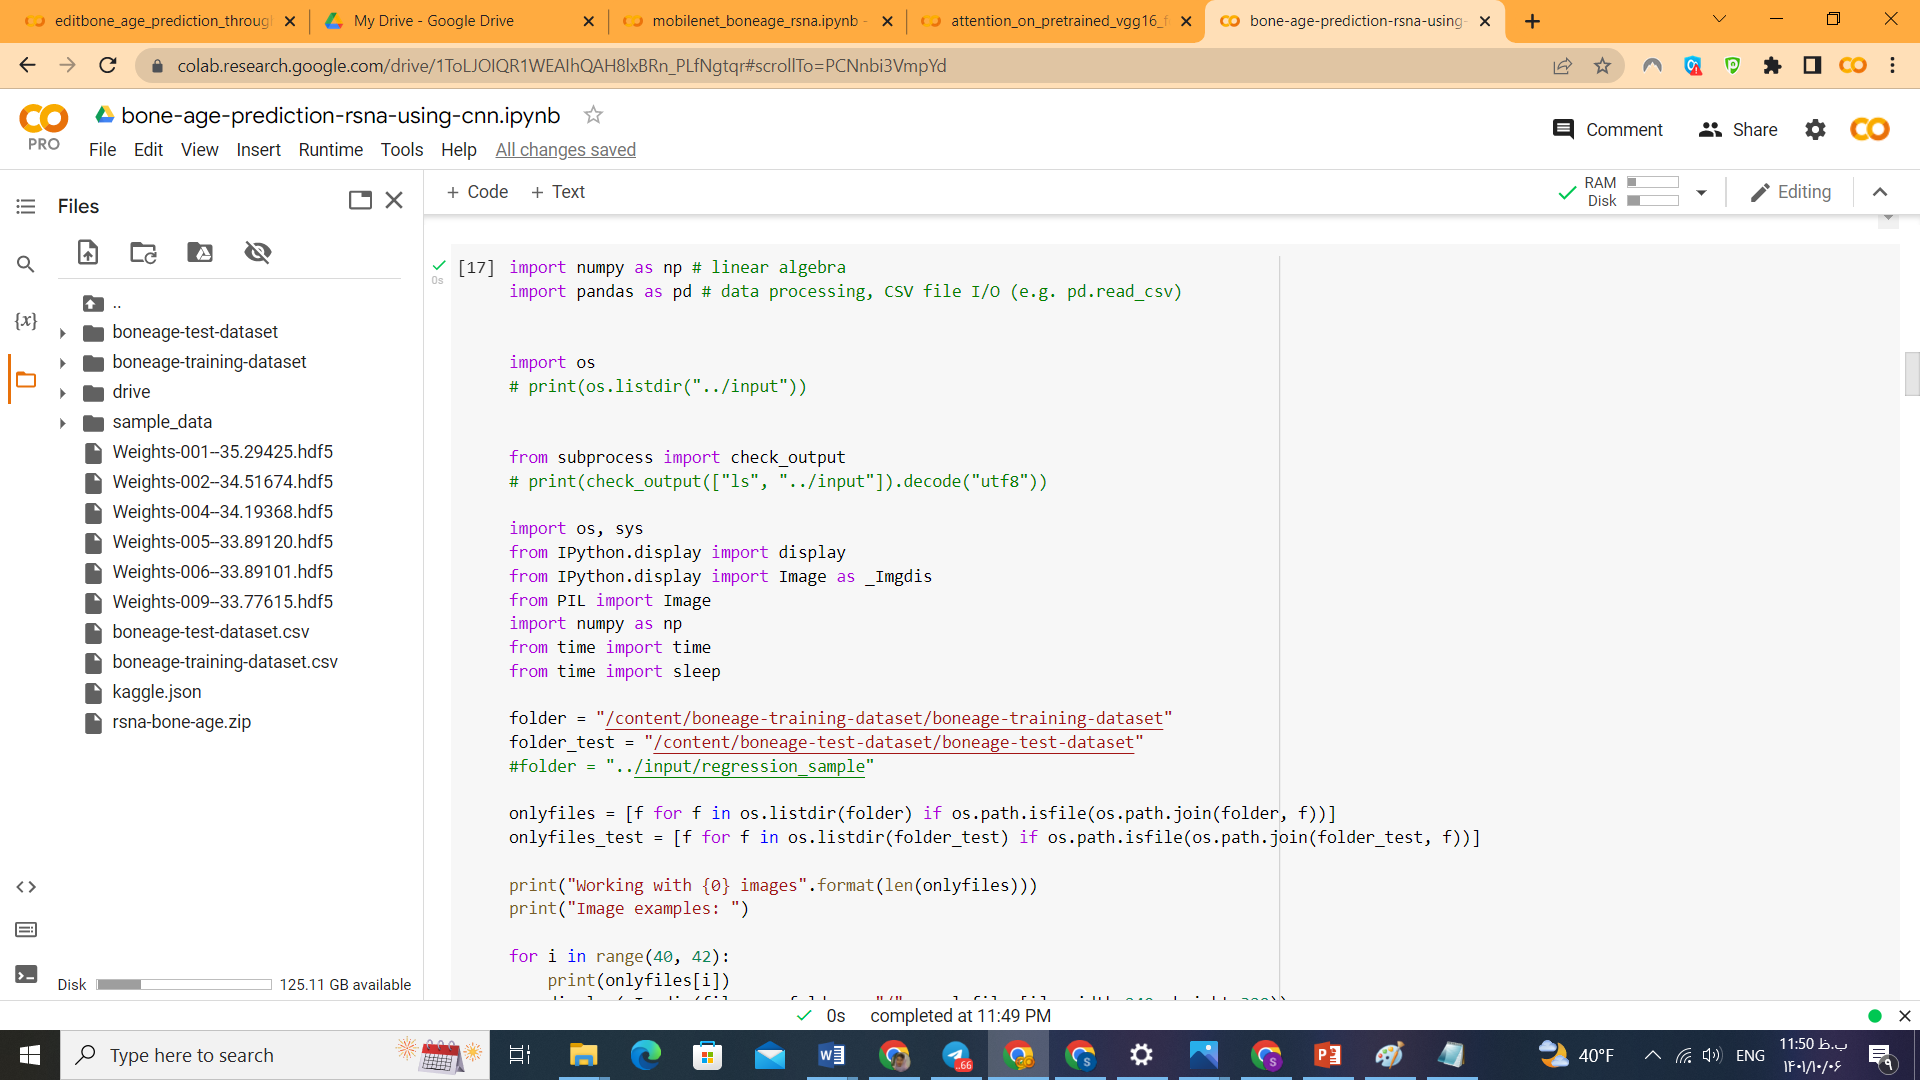 editbone_age_prediction_throug
My Drive - Google Drive
mobilenet_boneage_rsna.ipynb -
attention_on_pretrained_vgg16_f
bone-age-prediction-rsna-using-
colab.research.google.com/drive/1ToLJOIQR1WEAIhQAH8lxBRn_PLfNgtqr#scrollTo=PCNnbi3VmpYd
PRO
bone-age-prediction-rsna-using-cnn.ipynb
Comment
Share
File Edit View Insert Runtime Tools Help All changes saved
Files
+ Code + Text
RAM
Disk
Editing
{x}
..
boneage-test-dataset
boneage-training-dataset
drive
sample_data
Weights-001--35.29425.hdf5
Weights-002--34.51674.hdf5
Weights-004--34.19368.hdf5
Weights-005--33.89120.hdf5
Weights-006--33.89101.hdf5
Weights-009--33.77615.hdf5
boneage-test-dataset.csv
boneage-training-dataset.csv
kaggle.json
rsna-bone-age.zip
Disk 125.11 GB available
0s
[17] import numpy as np # linear algebra
import pandas as pd # data processing, CSV file I/O (e.g. pd.read_csv)
import os
# print(os.listdir("../input"))
from subprocess import check_output
# print(check_output(["ls", "../input"]).decode("utf8"))
import os, sys
from IPython.display import display
from IPython.display import Image as _Imgdis
from PIL import Image
import numpy as np
from time import time
from time import sleep
folder = "/content/boneage-training-dataset/boneage-training-dataset"
folder_test = "/content/boneage-test-dataset/boneage-test-dataset"
#folder = "../input/regression_sample"
onlyfiles = [f for f in os.listdir(folder) if os.path.isfile(os.path.join(folder, f))]
onlyfiles_test = [f for f in os.listdir(folder_test) if os.path.isfile(os.path.join(folder_test, f))]
print("Working with {0} images".format(len(onlyfiles)))
print("Image examples: ")
for i in range(40, 42):
print(onlyfiles[i])
0s completed at 11:49 PM
Type here to search
66
40°F
ENG
11:50 ب.ظ
۱۴۰۱/۱۰/۰۶
۹